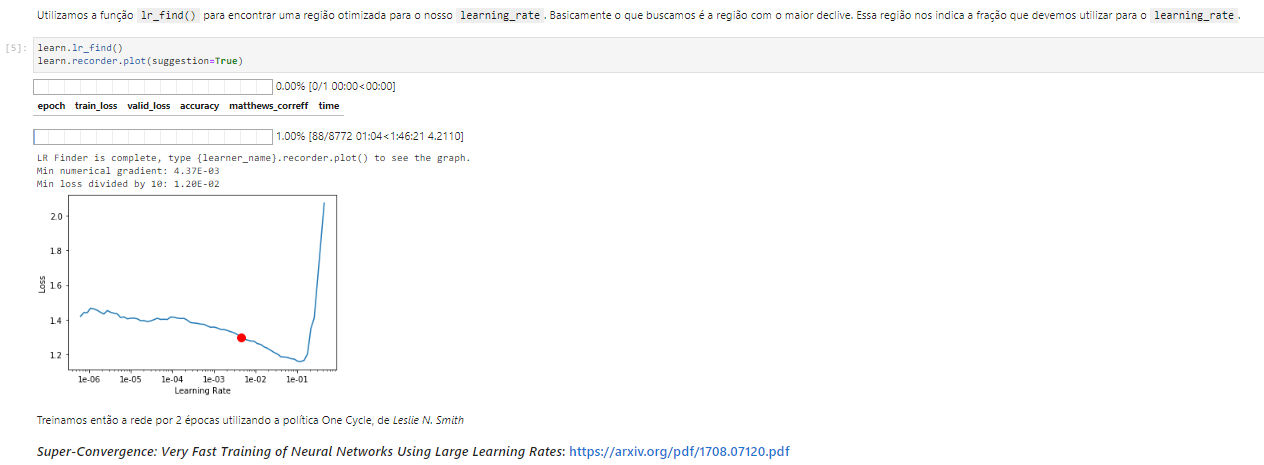 Utilizamos a função lr_find() para encontrar uma região otimizada para o nosso learning_rate. Basicamente o que buscamos é a região com o maior declive. Essa região nos indica a fração que devemos utilizar para o learning_rate.
[5]: learn.lr_find()
learn.recorder.plot(suggestion=True)
0.00% [0/1 00:00<00:00]
epoch train_loss valid_loss accuracy matthews_correff time
1.00% [88/8772 01:04<1:46:21 4.2110]
LR Finder is complete, type {learner_name}.recorder.plot() to see the graph.
Min numerical gradient: 4.37E-03
Min loss divided by 10: 1.20E-02
2.0
1.8
1.6
1.4
1.2
Loss
1e-06 1e-05 1e-04 1e-03 1e-02 1e-01
Learning Rate
Treinamos então a rede por 2 épocas utilizando a política One Cycle, de Leslie N. Smith
Super-Convergence: Very Fast Training of Neural Networks Using Large Learning Rates: https://arxiv.org/pdf/1708.07120.pdf